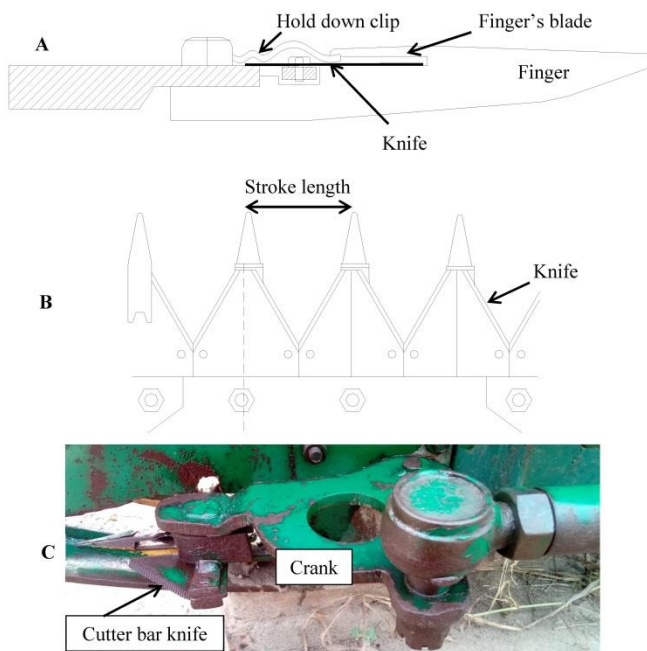 A
Hold down clip
Finger's blade
Finger
Knife
Stroke length
B
Knife
C
Crank
Cutter bar knife